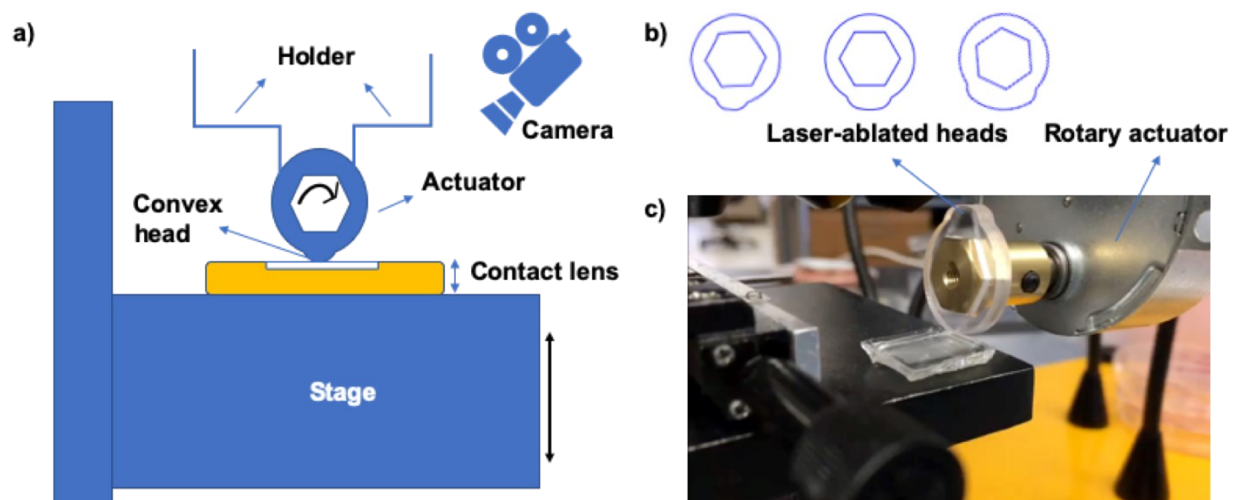 a)
Holder
Camera
Actuator
Convex
head
Contact lens
Stage
b)
Laser-ablated heads
Rotary actuator
c)